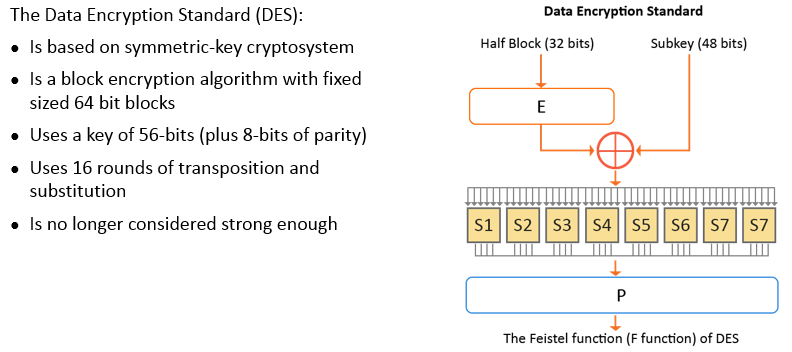 The Data Encryption Standard (DES):
● Is based on symmetric-key cryptosystem
● Is a block encryption algorithm with fixed
sized 64 bit blocks
● Uses a key of 56-bits (plus 8-bits of parity)
● Uses 16 rounds of transposition and
substitution
● Is no longer considered strong enough
Data Encryption Standard
Half Block (32 bits) Subkey (48 bits)
E
S1 S2 S3 S4 S5 S6 S7 S7
P
The Feistel function (F function) of DES